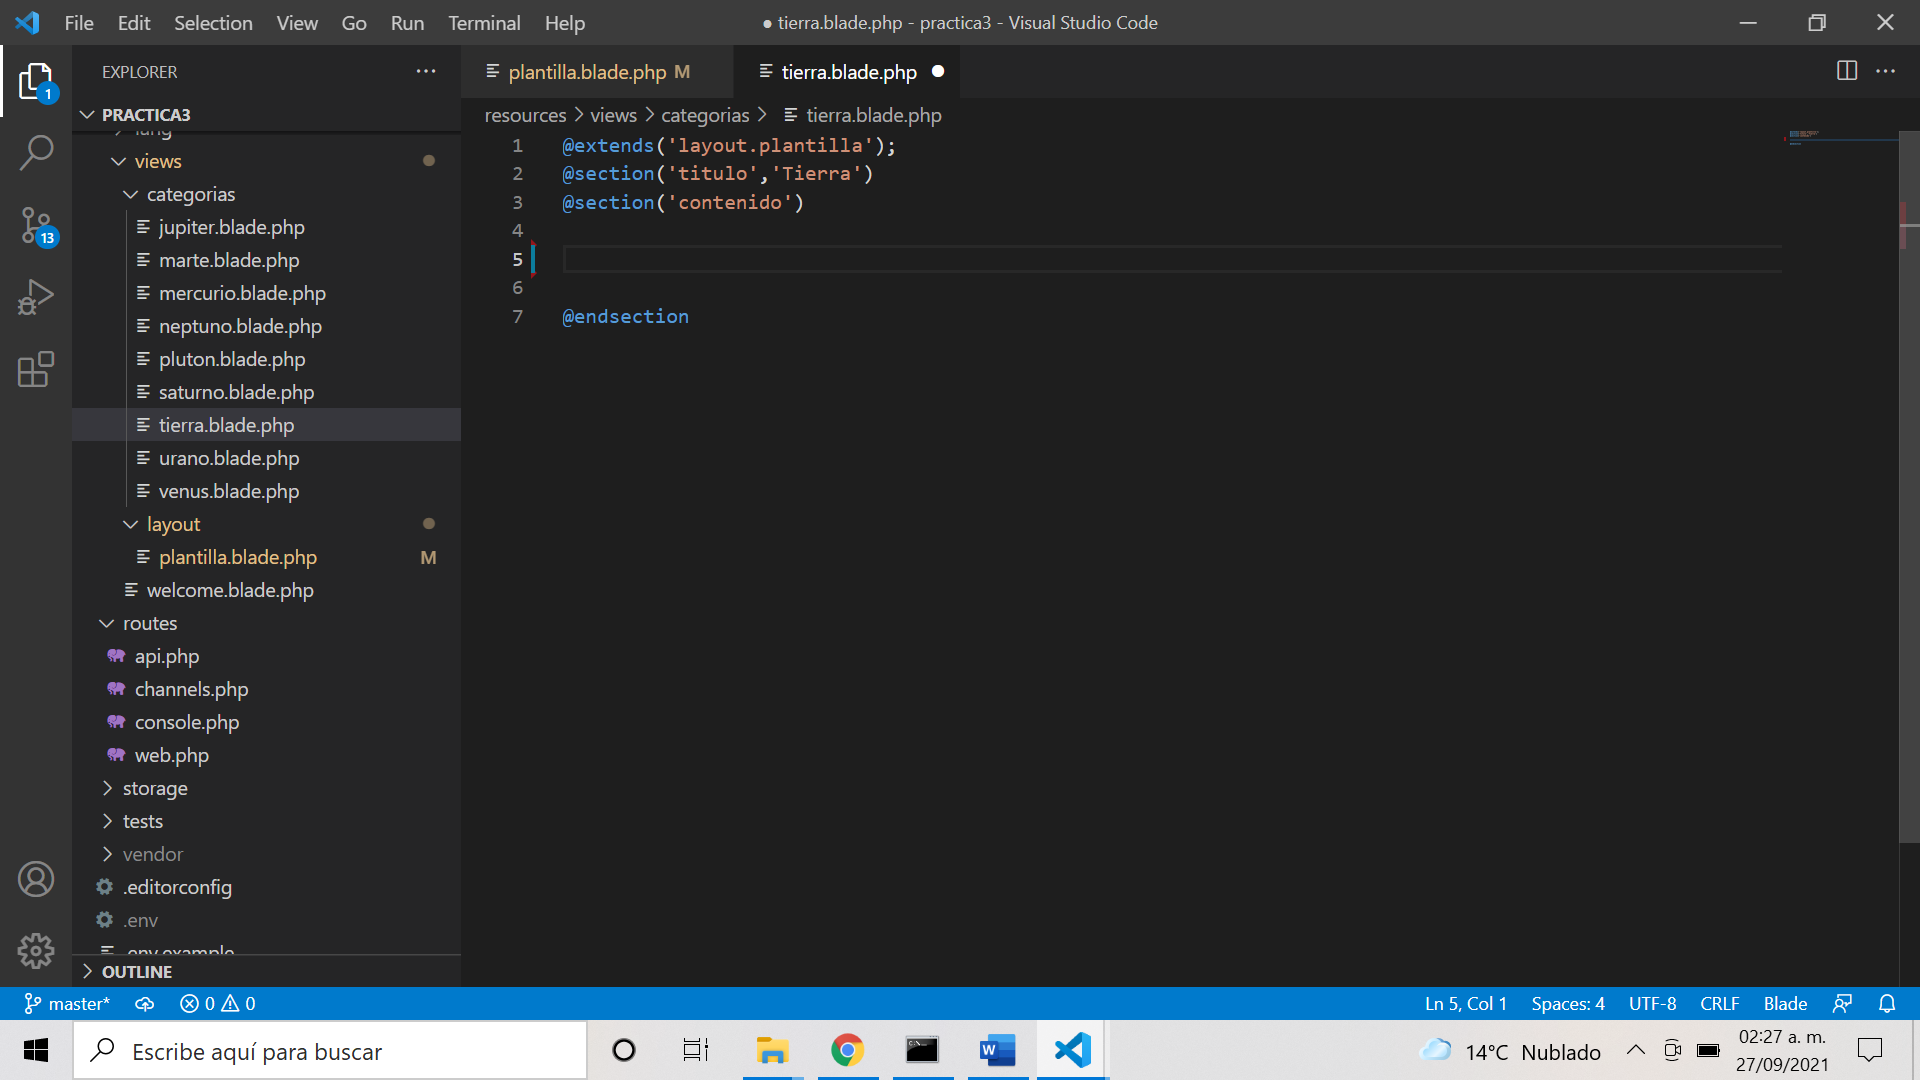 File Edit Selection View Go Run Terminal Help
● tierra.blade.php - practica3 - Visual Studio Code
EXPLORER
1
13
PRACTICA3
lang
views
categorias
jupiter.blade.php
marte.blade.php
mercurio.blade.php
neptuno.blade.php
pluton.blade.php
saturno.blade.php
tierra.blade.php
urano.blade.php
venus.blade.php
layout
plantilla.blade.php M
welcome.blade.php
routes
api.php
channels.php
console.php
web.php
storage
tests
vendor
.editorconfig
.env
.env.example
OUTLINE
plantilla.blade.php M
tierra.blade.php
resources > views > categorias > tierra.blade.php
1 @extends('layout.plantilla');
2 @section('titulo','Tierra')
3 @section('contenido')
4
5
6
7 @endsection
master* 0 0
Ln 5, Col 1 Spaces: 4 UTF-8 CRLF Blade
Escribe aquí para buscar
14°C Nublado
02:27 a. m.
27/09/2021